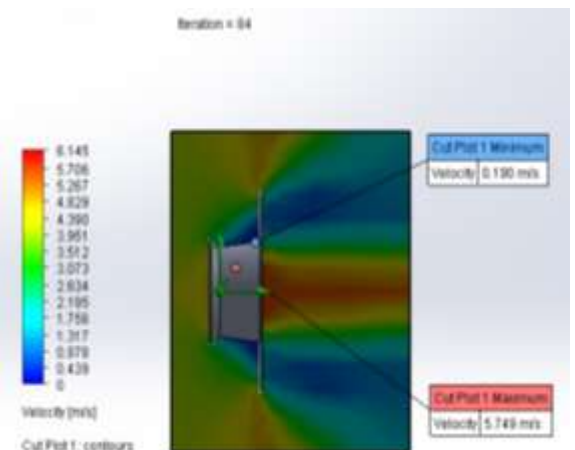 Iteration = 84
6.145
5.706
5.267
4.829
4.390
3.951
3.512
3.073
2.634
2.195
1.756
1.317
0.878
0.439
0
Velocity [m/s]
Cut Plot 1: contours
Cut Plot 1 Minimum
Velocity 0.190 m/s
Cut Plot 1 Maximum
Velocity 5.749 m/s